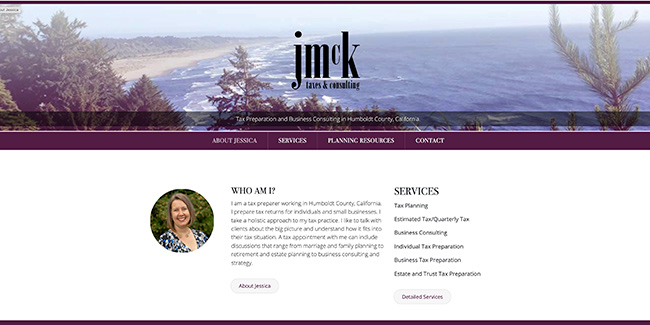 out Jessica
jmck
taxes & consulting
Tax Preparation and Business Consulting in Humboldt County, California.
ABOUT JESSICA SERVICES PLANNING RESOURCES CONTACT
WHO AM I?
I am a tax preparer working in Humboldt County, California.
I prepare tax returns for individuals and small businesses. I
take a holistic approach to my tax practice. I like to talk with
clients about the big picture and understand how it fits into
their tax situation. A tax appointment with me can include
discussions that range from marriage and family planning to
retirement and estate planning to business consulting and
strategy.
About Jessica
SERVICES
Tax Planning
Estimated Tax/Quarterly Tax
Business Consulting
Individual Tax Preparation
Business Tax Preparation
Estate and Trust Tax Preparation
Detailed Services